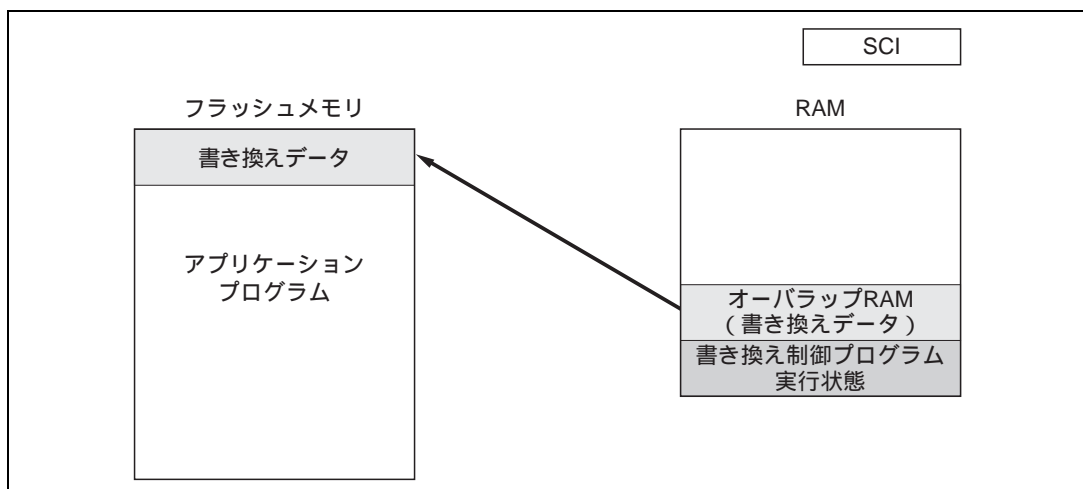 SCI
フラッシュメモリ
RAM
書き換えデータ
アプリケーション
プログラム
オーバラップRAM
（書き換えデータ）
書き換え制御プログラム
実行状態